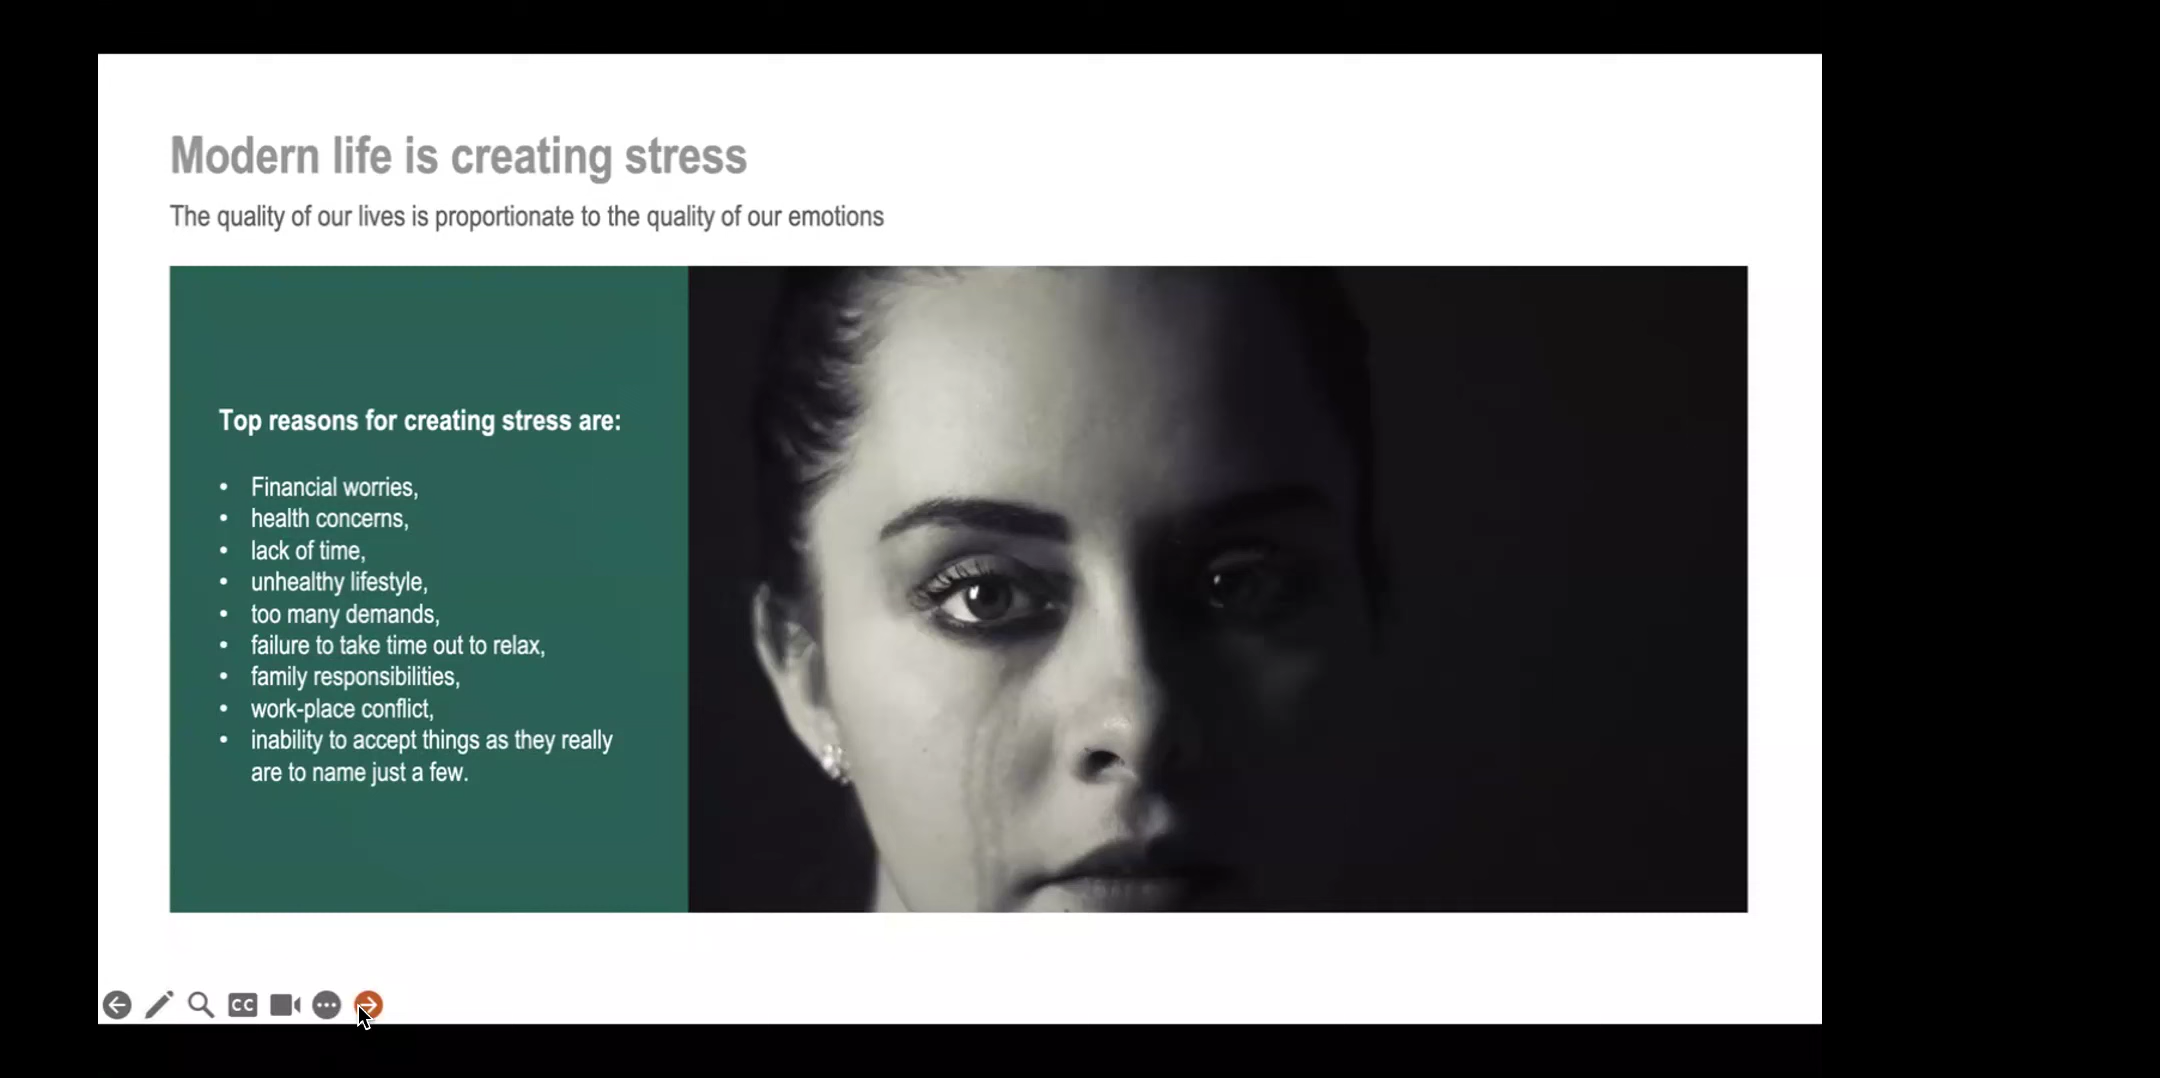 Modern life is creating stress
The quality of our lives is proportionate to the quality of our emotions
Top reasons for creating stress are:
• Financial worries,
• health concerns,
• lack of time,
• unhealthy lifestyle,
• too many demands,
• failure to take time out to relax,
• family responsibilities,
• work-place conflict,
• inability to accept things as they really
are to name just a few.
CC